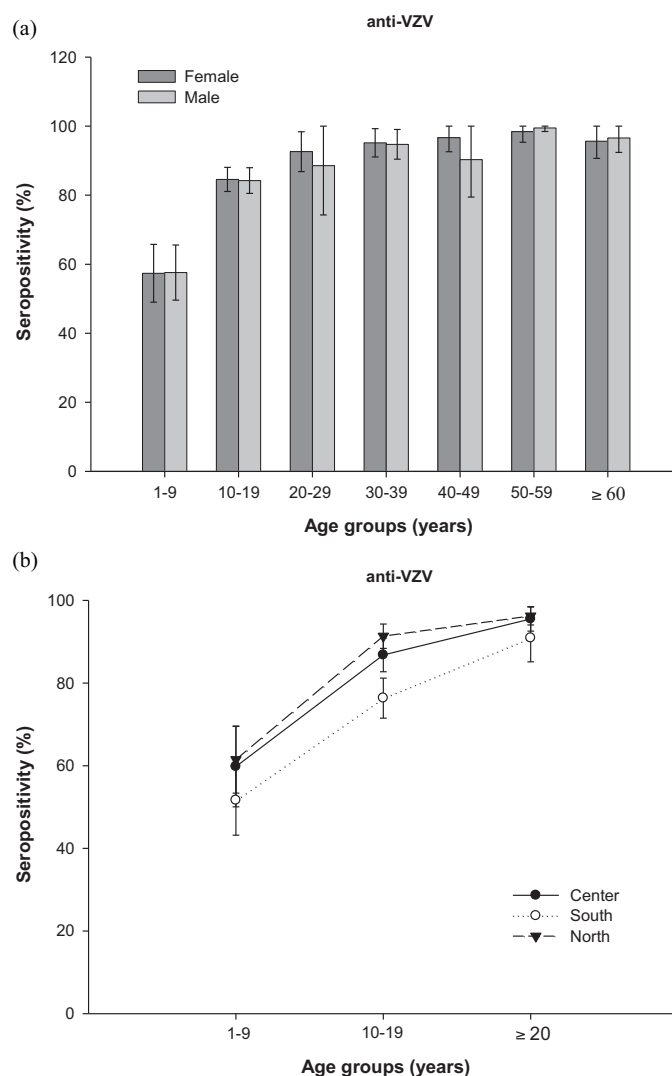 (a)
anti-VZV
120
100
80
60
40
20
0
Seropositivity (%)
Female
Male
1-9 10-19 20-29 30-39 40-49 50-59 ≥ 60
Age groups (years)
(b)
anti-VZV
100
80
60
40
20
0
Seropositivity (%)
Center
South
North
1-9 10-19 ≥ 20
Age groups (years)